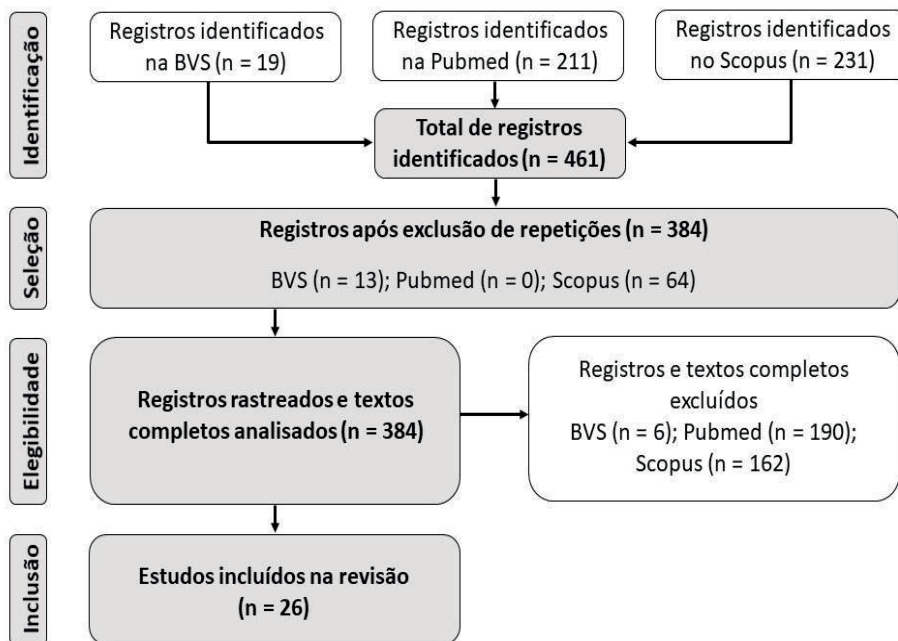 Identificação
Registros identificados
na BVS (n = 19)
Registros identificados
na Pubmed (n = 211)
Registros identificados
no Scopus (n = 231)
Total de registros
identificados (n = 461)
Seleção
Registros após exclusão de repetições (n = 384)
BVS (n = 13); Pubmed (n = 0); Scopus (n = 64)
Elegibilidade
Registros rastreados e textos
completos analisados (n = 384)
Registros e textos completos
excluídos
BVS (n = 6); Pubmed (n = 190);
Scopus (n = 162)
Inclusão
Estudos incluídos na revisão
(n = 26)